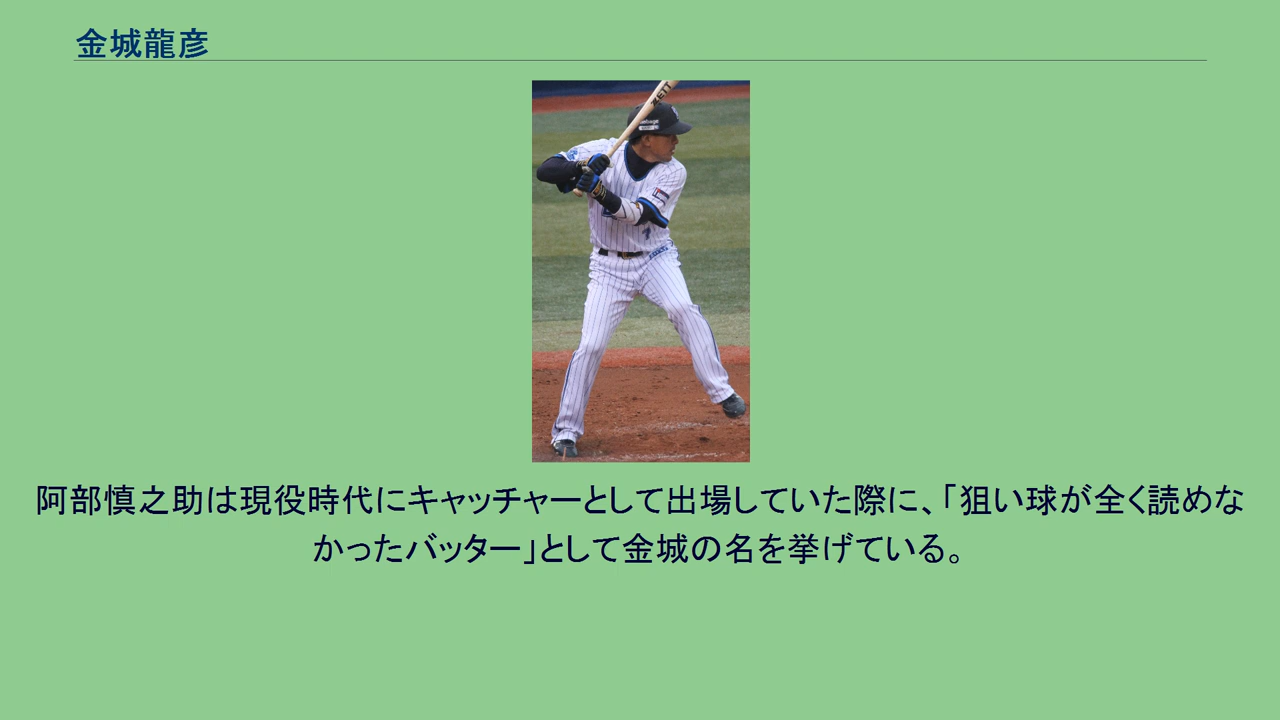 金城龍彦
ZETT
1
阿部慎之助は現役時代にキャッチャーとして出場していた際に、「狙い球が全く読めな
かったバッター」として金城の名を挙げている。